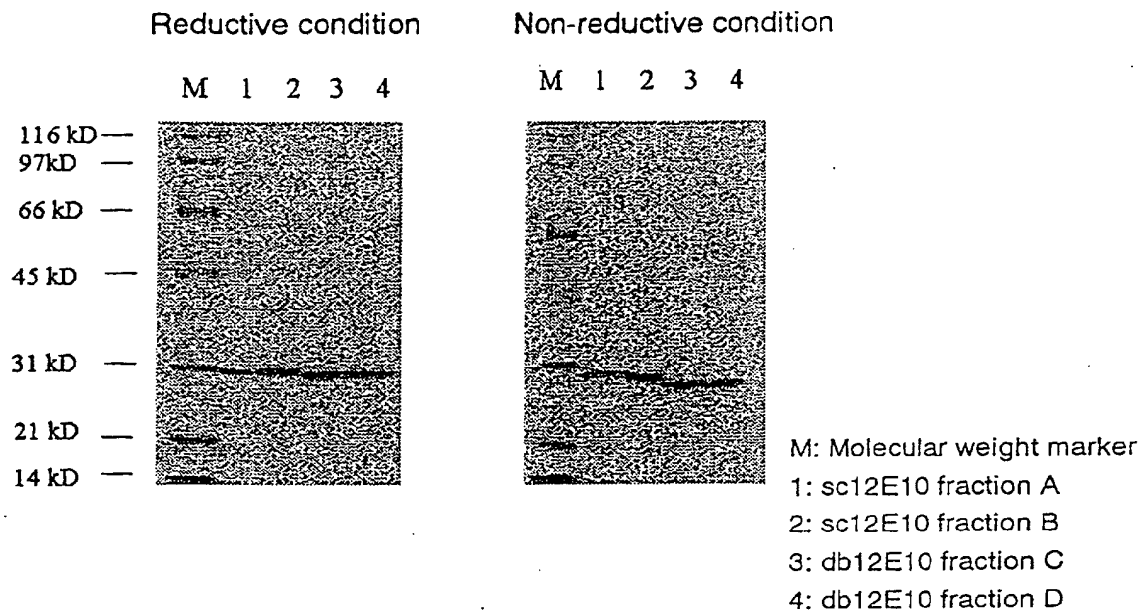 Reductive condition
Non-reductive condition
M 1 2 3 4
M 1 2 3 4
116 kD
97kD
66 kD
45 kD
31 kD
21 kD
14 kD
M: Molecular weight marker
1: sc12E10 fraction A
2: sc12E10 fraction B
3: db12E10 fraction C
4: db12E10 fraction D